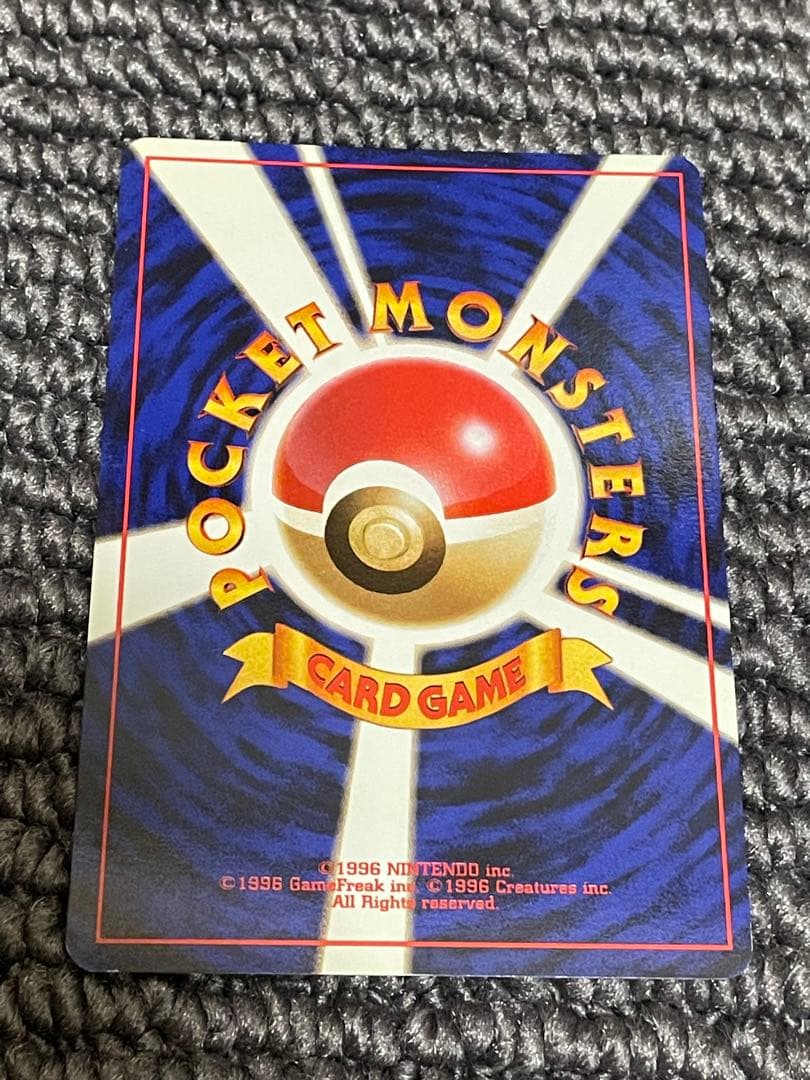 POCKET MONSTERS
CARD GAME
©1996 NINTENDO inc.
©1996 GameFreak inc. ©1996 Creatures inc.
All Rights reserved.